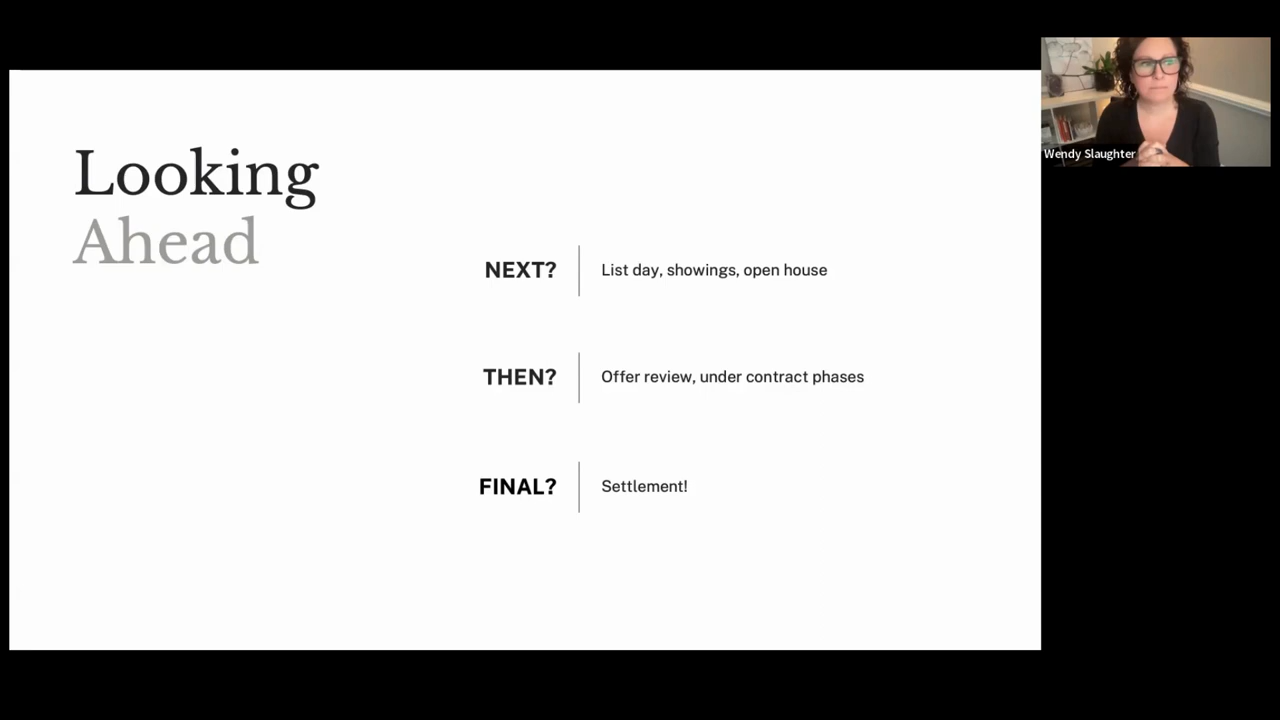 Looking
Ahead
NEXT?
List day, showings, open house
THEN?
Offer review, under contract phases
FINAL?
Settlement!
Wendy Slaughter